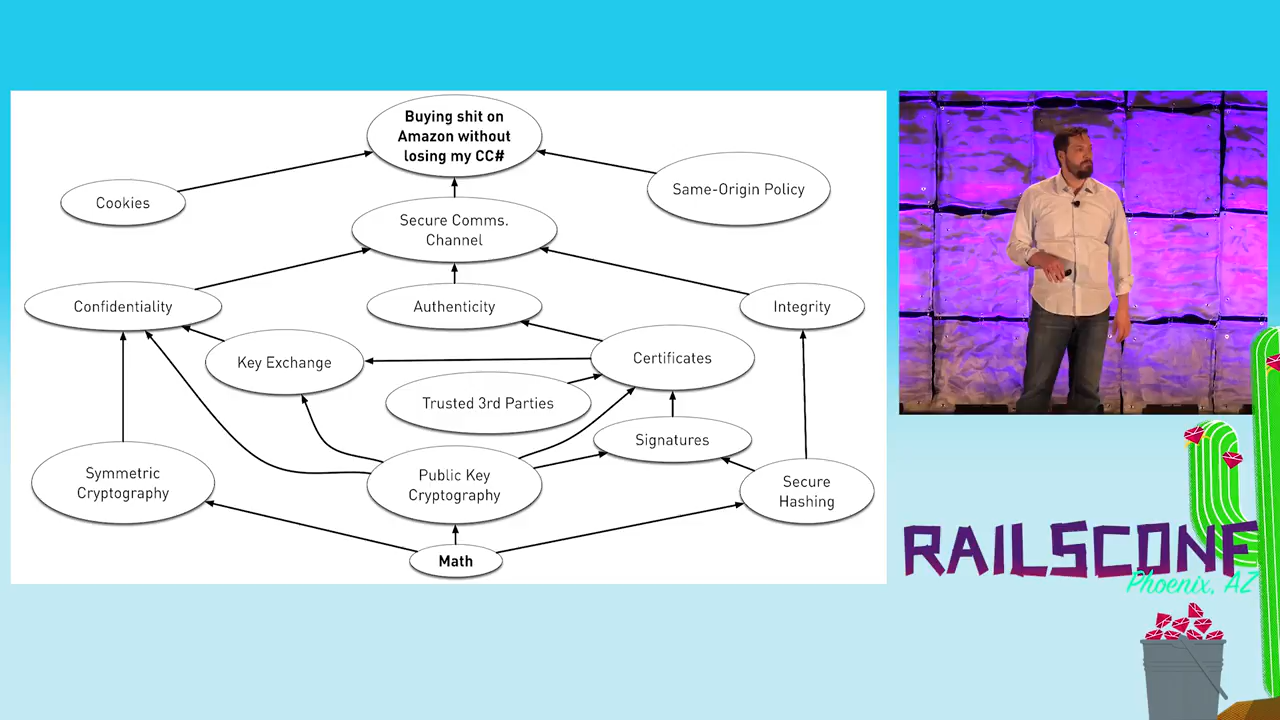 Buying shit on
Amazon without
losing my CC#
Cookies
Same-Origin Policy
Secure Comms.
Channel
Confidentiality
Authenticity
Integrity
Key Exchange
Certificates
Trusted 3rd Parties
Signatures
Symmetric
Cryptography
Public Key
Cryptography
Secure
Hashing
Math
RAILSCONF
Phoenix, AZ